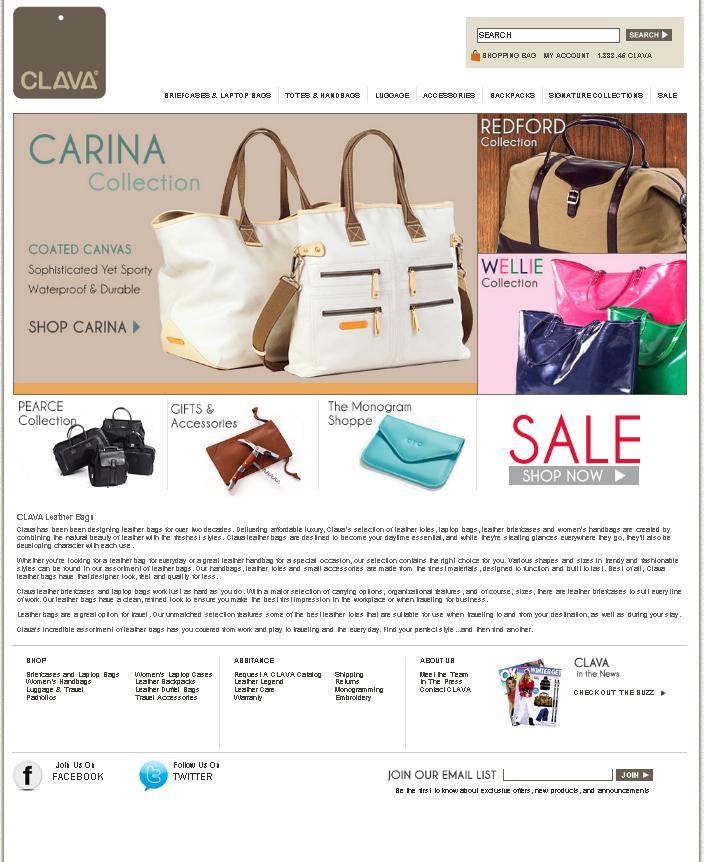 CLAVA
SEARCH
SEARCH
SHOPPING BAG MY ACCOUNT 1.888.46 CLAVA
BRIEFCASES & LAPTOP BAGS TOTES & HANDBAGS LUGGAGE ACCESSORIES BACKPACKS SIGNATURE COLLECTIONS SALE
CARINA
Collection
COATED CANVAS
Sophisticated Yet Sporty
Waterproof & Durable
SHOP CARINA
REDFORD
Collection
WELLIE
Collection
PEARCE
Collection
GIFTS &
Accessories
The Monogram
Shoppe
SALE
SHOP NOW
CLAVA Leather Bags
Clava has been been designing leather bags for over two decades. Delivering affordable luxury, Clava's selection of leather totes, laptop bags, leather briefcases and women's handbags are created by
combining the natural beauty of leather with the freshest styles. Clava leather bags are destined to become your daytime essential, and while they're stealing glances everywhere they go, they'll also be
developing character with each use.
Whether you're looking for a leather bag for everyday or a great leather handbag for a special occasion, our selection contains the right choice for you. Various shapes and sizes in trendy and fashionable
styles can be found in our assortment of leather bags. Our handbags, leather totes and small accessories are made from the finest materials, designed to function and built to last. Best of all, Clava
leather bags have that designer look, feel and quality for less.
Clava leather briefcases and laptop bags work just as hard as you do. With a major selection of carrying options, organizational features, and of course, sizes, there are leather briefcases to suit every line
of work. Our leather bags have a clean, refined look to ensure you make the best first impression in the workplace or when traveling for business.
Leather bags are a great option for travel. Our unmatched selection features some of the best leather totes that are suitable for use when traveling to and from your destination, as well as during your stay.
Clava's incredible assortment of leather bags has you covered from work and play to traveling and the every day. Find your perfect style...and then find another.
SHOP
Briefcases and Laptop Bags
Women's Handbags
Luggage & Travel
Padfolios
Women's Laptop Cases
Leather Backpacks
Leather Duffel Bags
Travel Accessories
ASSITANCE
Request A CLAVA Catalog
Leather Legend
Leather Care
Warranty
Shipping
Returns
Monogramming
Embroidery
ABOUT US
Meet the Team
In The Press
Contact CLAVA
CLAVA
in the News
CHECK OUT THE BUZZ
Join Us On
FACEBOOK
Follow Us On
TWITTER
JOIN OUR EMAIL LIST
JOIN
Be the first to know about exclusive offers, new products, and announcements